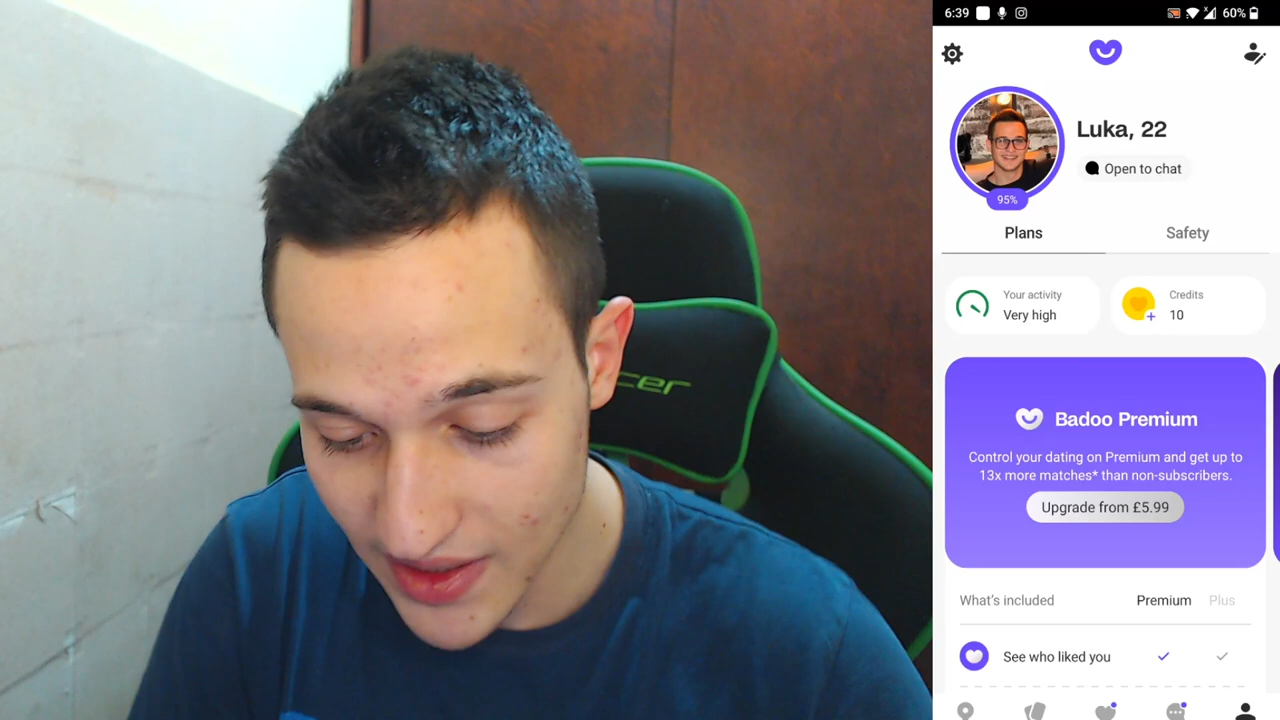 6:39
60%
Luka, 22
Open to chat
95%
Plans
Safety
Your activity
Very high
Credits
10
Badoo Premium
Control your dating on Premium and get up to
13x more matches* than non-subscribers.
Upgrade from £5.99
What's included
Premium
Plus
See who liked you
cer